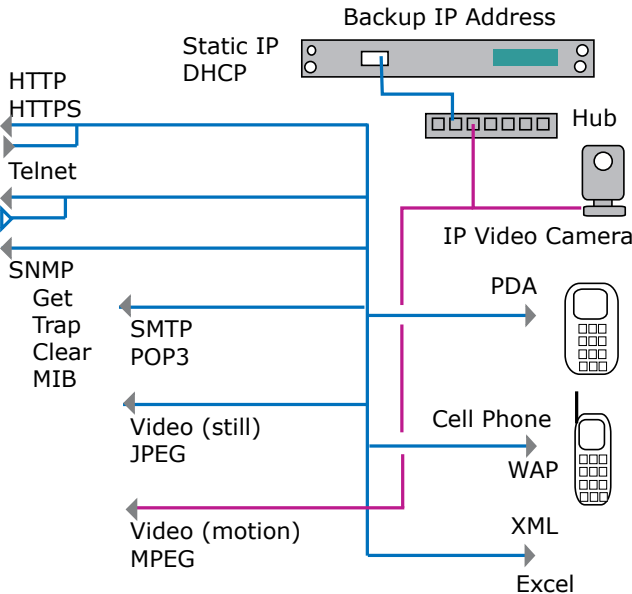 Backup IP Address
Static IP
DHCP
HTTP
HTTPS
Hub
Telnet
IP Video Camera
SNMP
Get
Trap
Clear
MIB
PDA
SMTP
POP3
Cell Phone
Video (still)
JPEG
WAP
XML
Video (motion)
MPEG
Excel